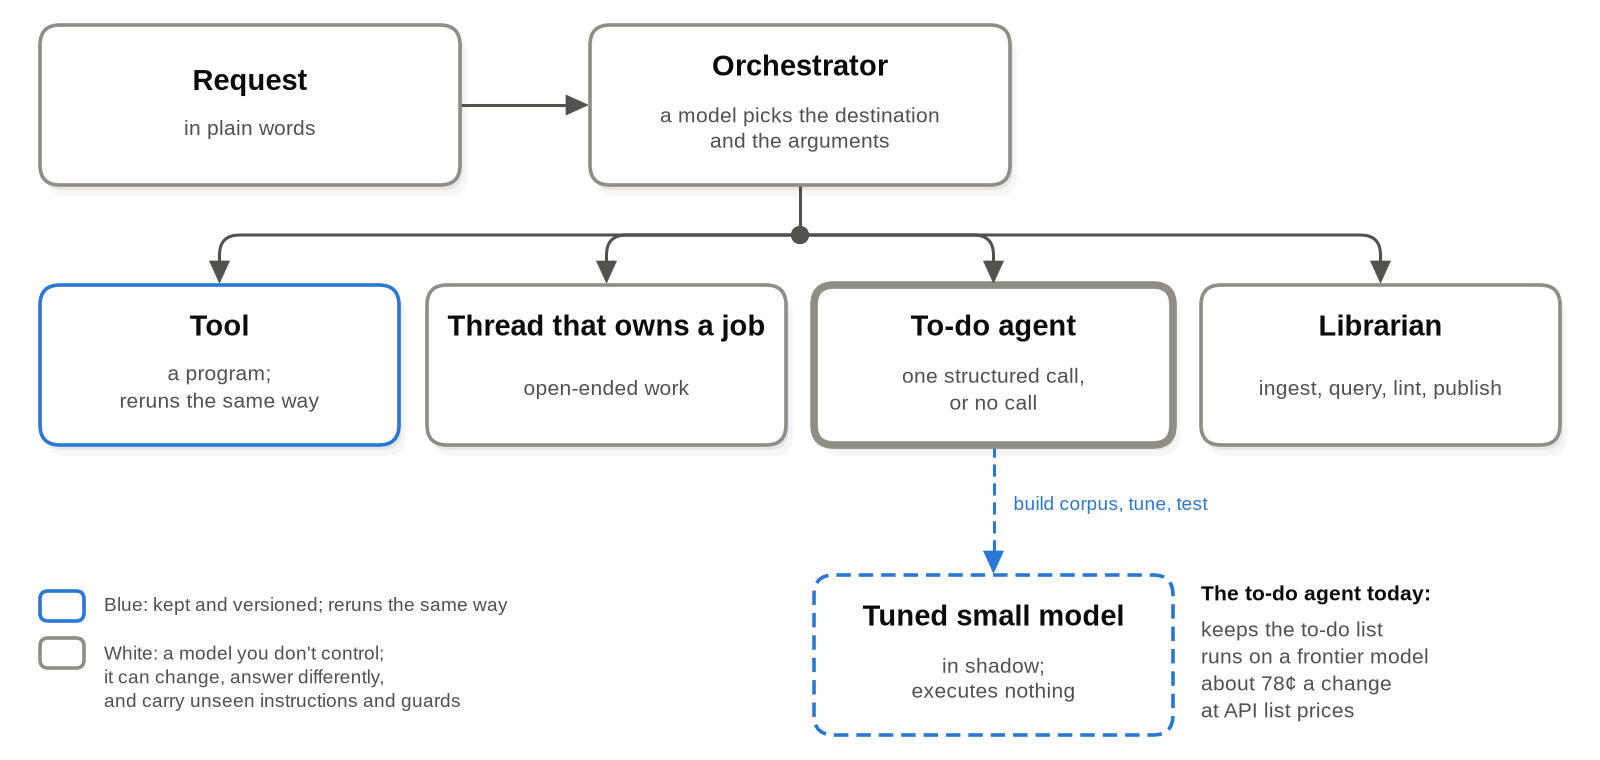 Request
in plain words
Orchestrator
a model picks the destination
and the arguments
Tool
a program;
reruns the same way
Thread that owns a job
open-ended work
To-do agent
one structured call,
or no call
Librarian
ingest, query, lint, publish
build corpus, tune, test
Tuned small model
in shadow;
executes nothing
The to-do agent today:
keeps the to-do list
runs on a frontier model
about 78¢ a change
at API list prices
Blue: kept and versioned; reruns the same way
White: a model you don't control;
it can change, answer differently,
and carry unseen instructions and guards